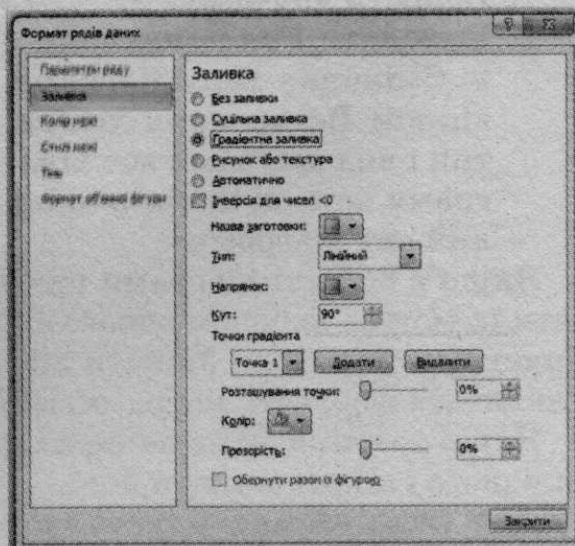 Формат рядів даних
Параметри ряду
Заливка
Колір межі
Стилі межі
Тінь
Формат об'ємної фігури
Заливка
Без заливки
Суцільна заливка
Градієнтна заливка
Рисунок або текстура
Автоматично
Інверсія для чисел <0
Назва заготовки:
Тип: Лінійний
Напрямок:
Кут: 90°
Точки градієнта
Точка 1 Додати Видалити
Розташування точки: 0%
Колір:
Прозорість: 0%
Обернути разом із фігурою
Закрити